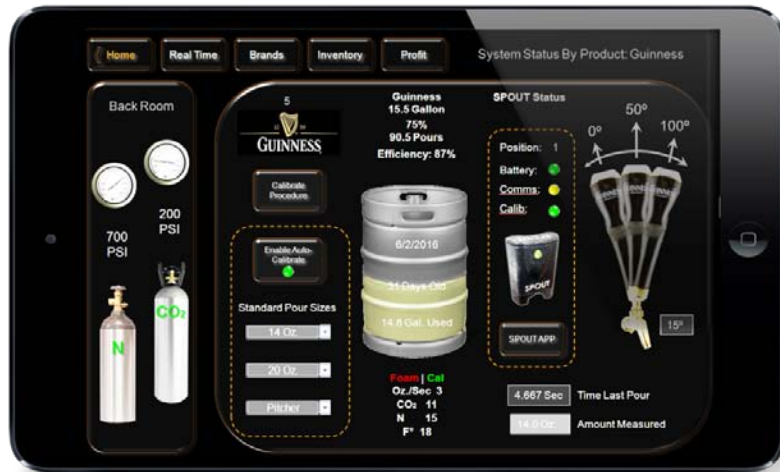 Home
Real Time
Brands
Inventory
Profit
System Status By Product: Guinness
Back Room
700
PSI
200
PSI
N
CO₂
5
GUINNESS
Calibrate
Procedure
Enable Auto-
Calibrate
Standard Pour Sizes
14 Oz.
20 Oz.
Pitcher
Guinness
15.5 Gallon
75%
90.5 Pours
Efficiency: 87%
6/2/2016
31 Days Old
14.8 Gal. Used
Foam | Cal
Oz./Sec 3
CO₂ 11
N 15
F° 18
SPOUT Status
Position: 1
Battery:
Comms:
Calib:
SPOUT
SPOUT APP
0º
50º
100º
15º
4.667 Sec
Time Last Pour
14.0 Oz.
Amount Measured